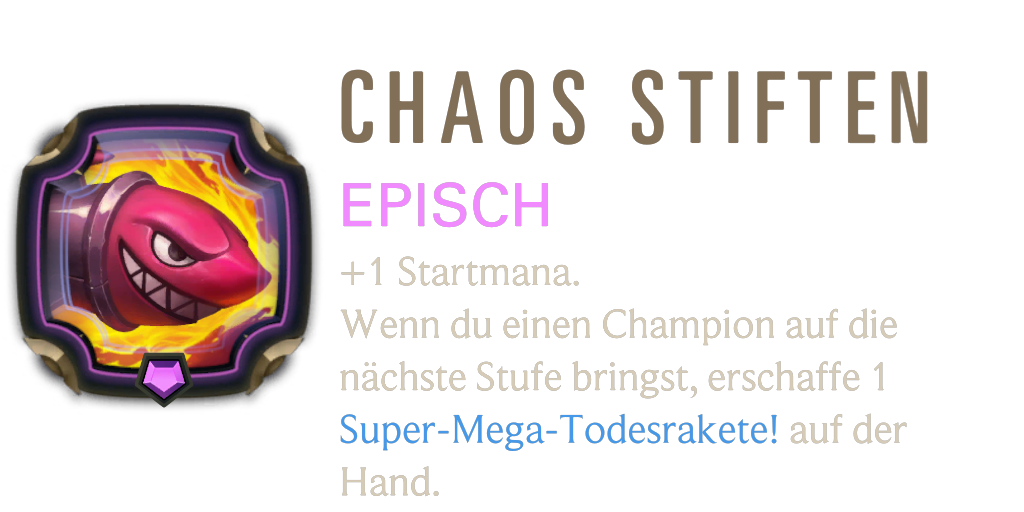 CHAOS STIFTEN
EPISCH
+1 Startmana.
Wenn du einen Champion auf die
nächste Stufe bringst, erschaffe 1
Super-Mega-Todesrakete! auf der
Hand.